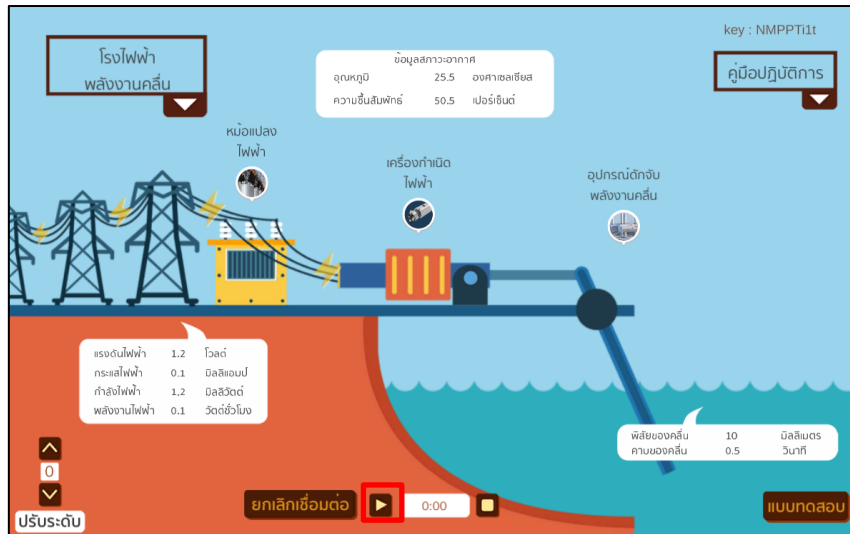 key : NMPPTi1t
โรงไฟฟ้า
พลังงานคลื่น
ข้อมูลสภาวะอากาศ
อุณหภูมิ 25.5 องศาเซลเซียส
ความชื้นสัมพัทธ์ 50.5 เปอร์เซ็นต์
คู่มือปฏิบัติการ
หม้อแปลง
ไฟฟ้า
เครื่องกำเนิด
ไฟฟ้า
อุปกรณ์ดักจับ
พลังงานคลื่น
แรงดันไฟฟ้า 1.2 โวลต์
กระแสไฟฟ้า 0.1 มิลลิแอมป์
กำลังไฟฟ้า 1.2 มิลลิวัตต์
พลังงานไฟฟ้า 0.1 วัตต์ชั่วโมง
พิสัยของคลื่น 10 มิลลิเมตร
คาบของคลื่น 0.5 วินาที
0
ปรับระดับ
ยกเลิกเชื่อมต่อ
0:00
แบบทดสอบ